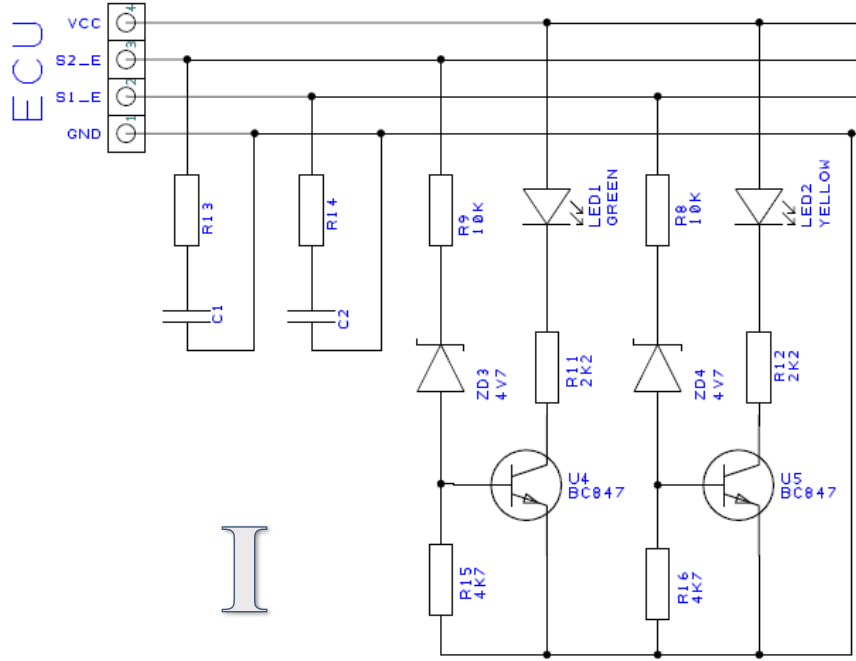 ECU
VCC
4
S2_E
3
S1_E
2
GND
1
R13
C1
R14
C2
R9
10K
LED1
GREEN
R8
10K
LED2
YELLOW
ZD3
4V7
R11
2K2
ZD4
4V7
R12
2K2
U4
BC847
U5
BC847
R15
4K7
R16
4K7
I